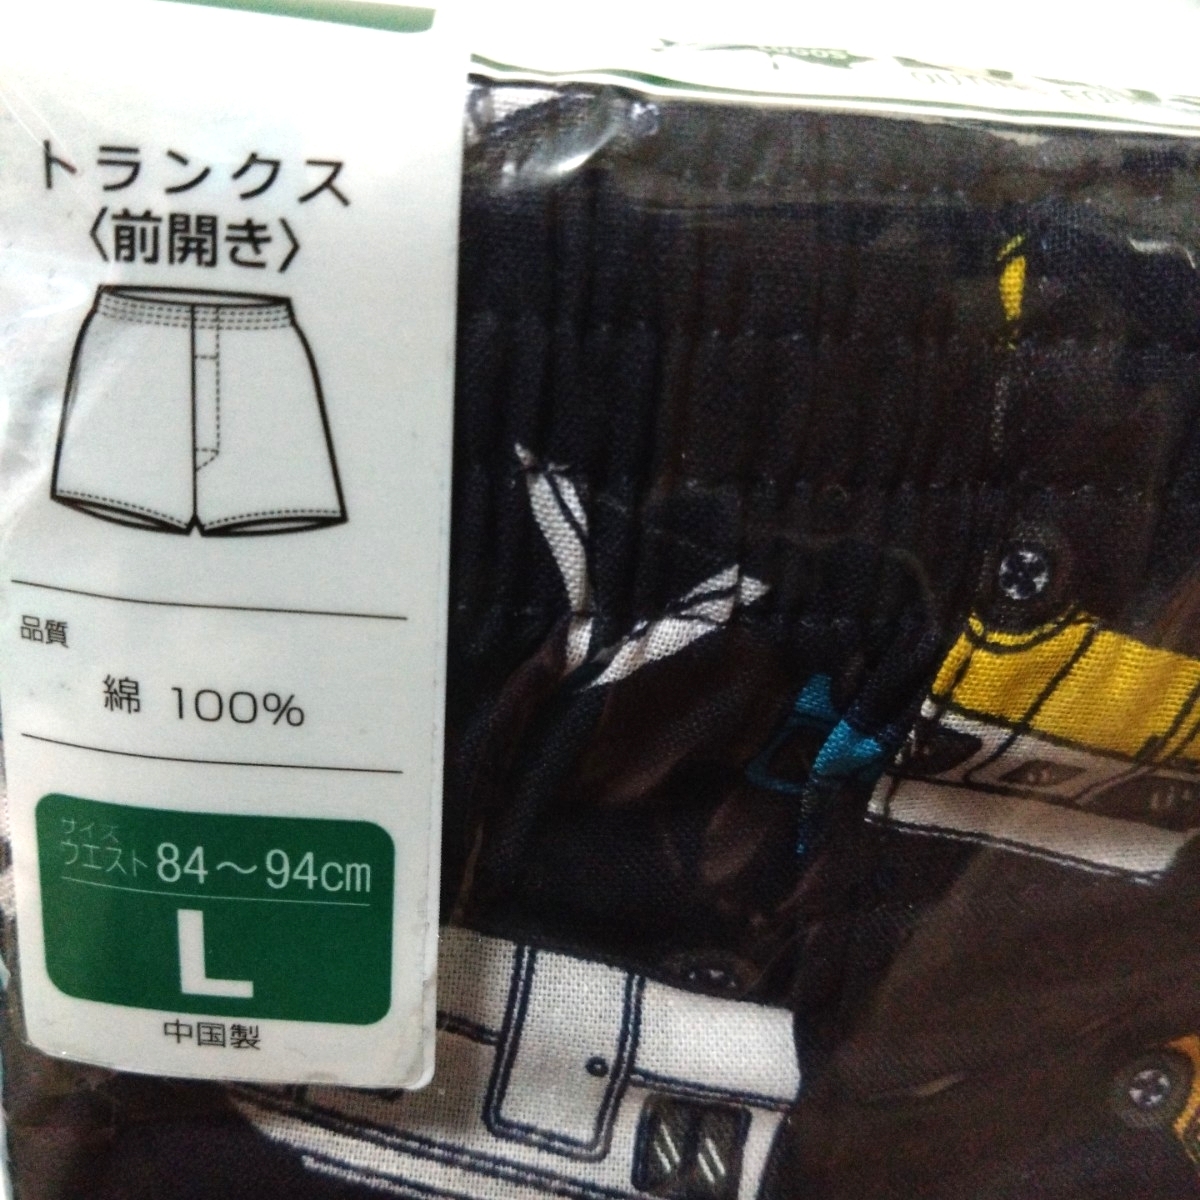 トランクス
〈前開き〉
品質
綿 100%
サイズ
ウエスト 84～94cm
L
中国製